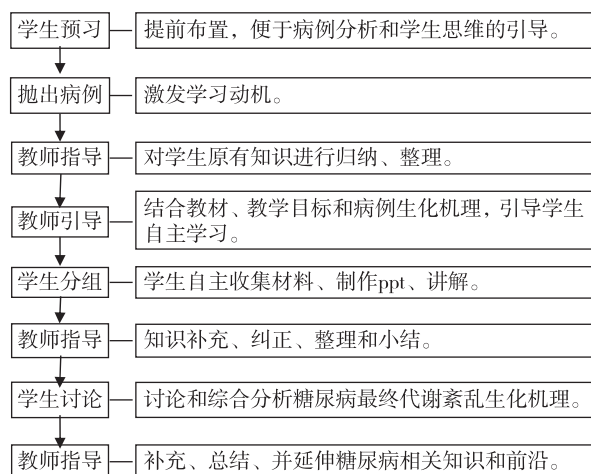 学生预习 提前布置，便于病例分析和学生思维的引导。
抛出病例 激发学习动机。
教师指导 对学生原有知识进行归纳、整理。
教师引导 结合教材、教学目标和病例生化机理，引导学生
自主学习。
学生分组 学生自主收集材料、制作ppt、讲解。
教师指导 知识补充、纠正、整理和小结。
学生讨论 讨论和综合分析糖尿病最终代谢紊乱生化机理。
教师指导 补充、总结、并延伸糖尿病相关知识和前沿。